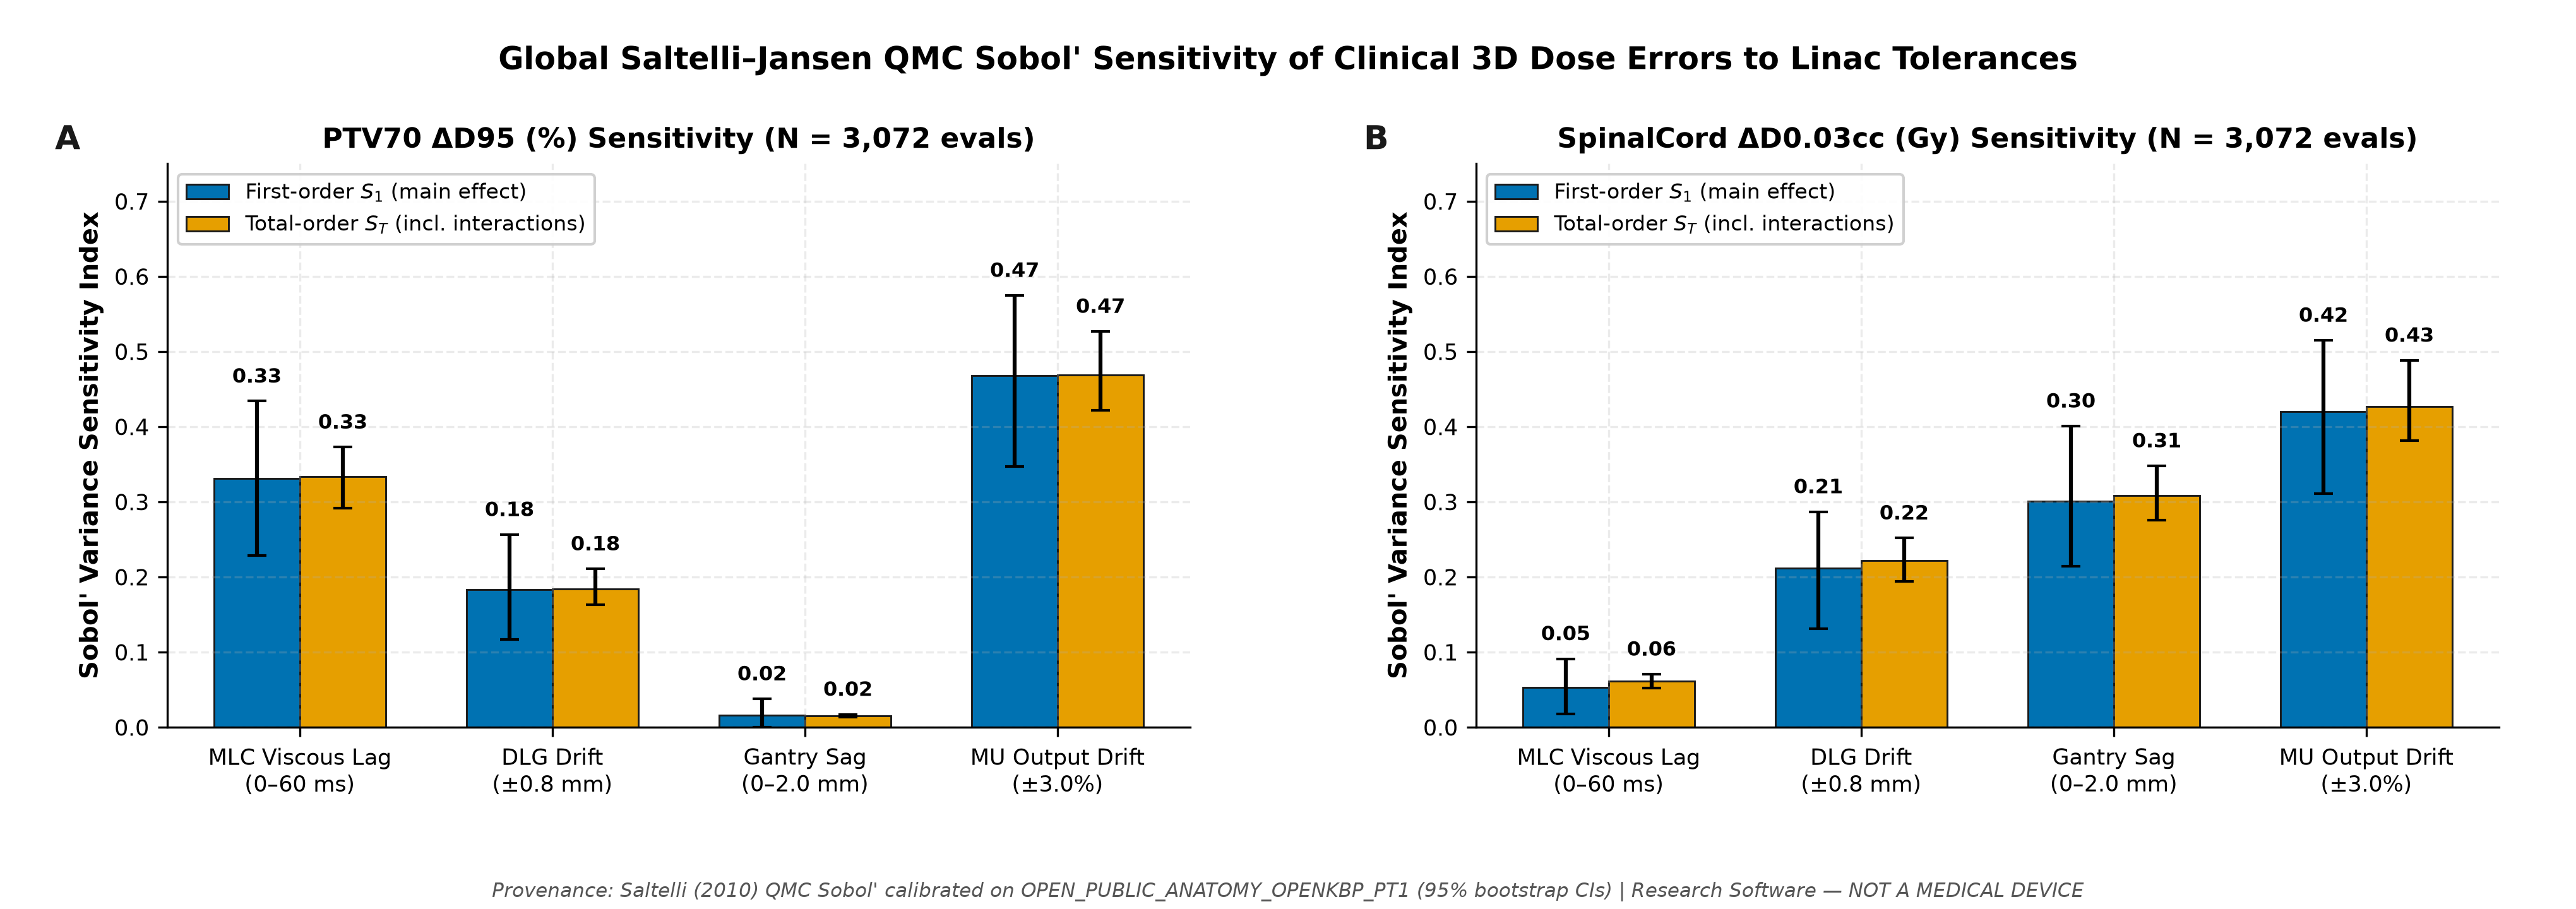 Global Saltelli–Jansen QMC Sobol' Sensitivity of Clinical 3D Dose Errors to Linac Tolerances
A
PTV70 ΔD95 (%) Sensitivity (N = 3,072 evals)
First-order S₁ (main effect)
Total-order S_T (incl. interactions)
Sobol' Variance Sensitivity Index
0.7
0.6
0.5
0.4
0.3
0.2
0.1
0.0
0.33
0.33
0.18
0.18
0.02
0.02
0.47
0.47
MLC Viscous Lag
(0–60 ms)
DLG Drift
(±0.8 mm)
Gantry Sag
(0–2.0 mm)
MU Output Drift
(±3.0%)
B
SpinalCord ΔD0.03cc (Gy) Sensitivity (N = 3,072 evals)
First-order S₁ (main effect)
Total-order S_T (incl. interactions)
Sobol' Variance Sensitivity Index
0.7
0.6
0.5
0.4
0.3
0.2
0.1
0.0
0.05
0.06
0.21
0.22
0.30
0.31
0.42
0.43
MLC Viscous Lag
(0–60 ms)
DLG Drift
(±0.8 mm)
Gantry Sag
(0–2.0 mm)
MU Output Drift
(±3.0%)
Provenance: Saltelli (2010) QMC Sobol' calibrated on OPEN_PUBLIC_ANATOMY_OPENKBP_PT1 (95% bootstrap CIs) | Research Software — NOT A MEDICAL DEVICE